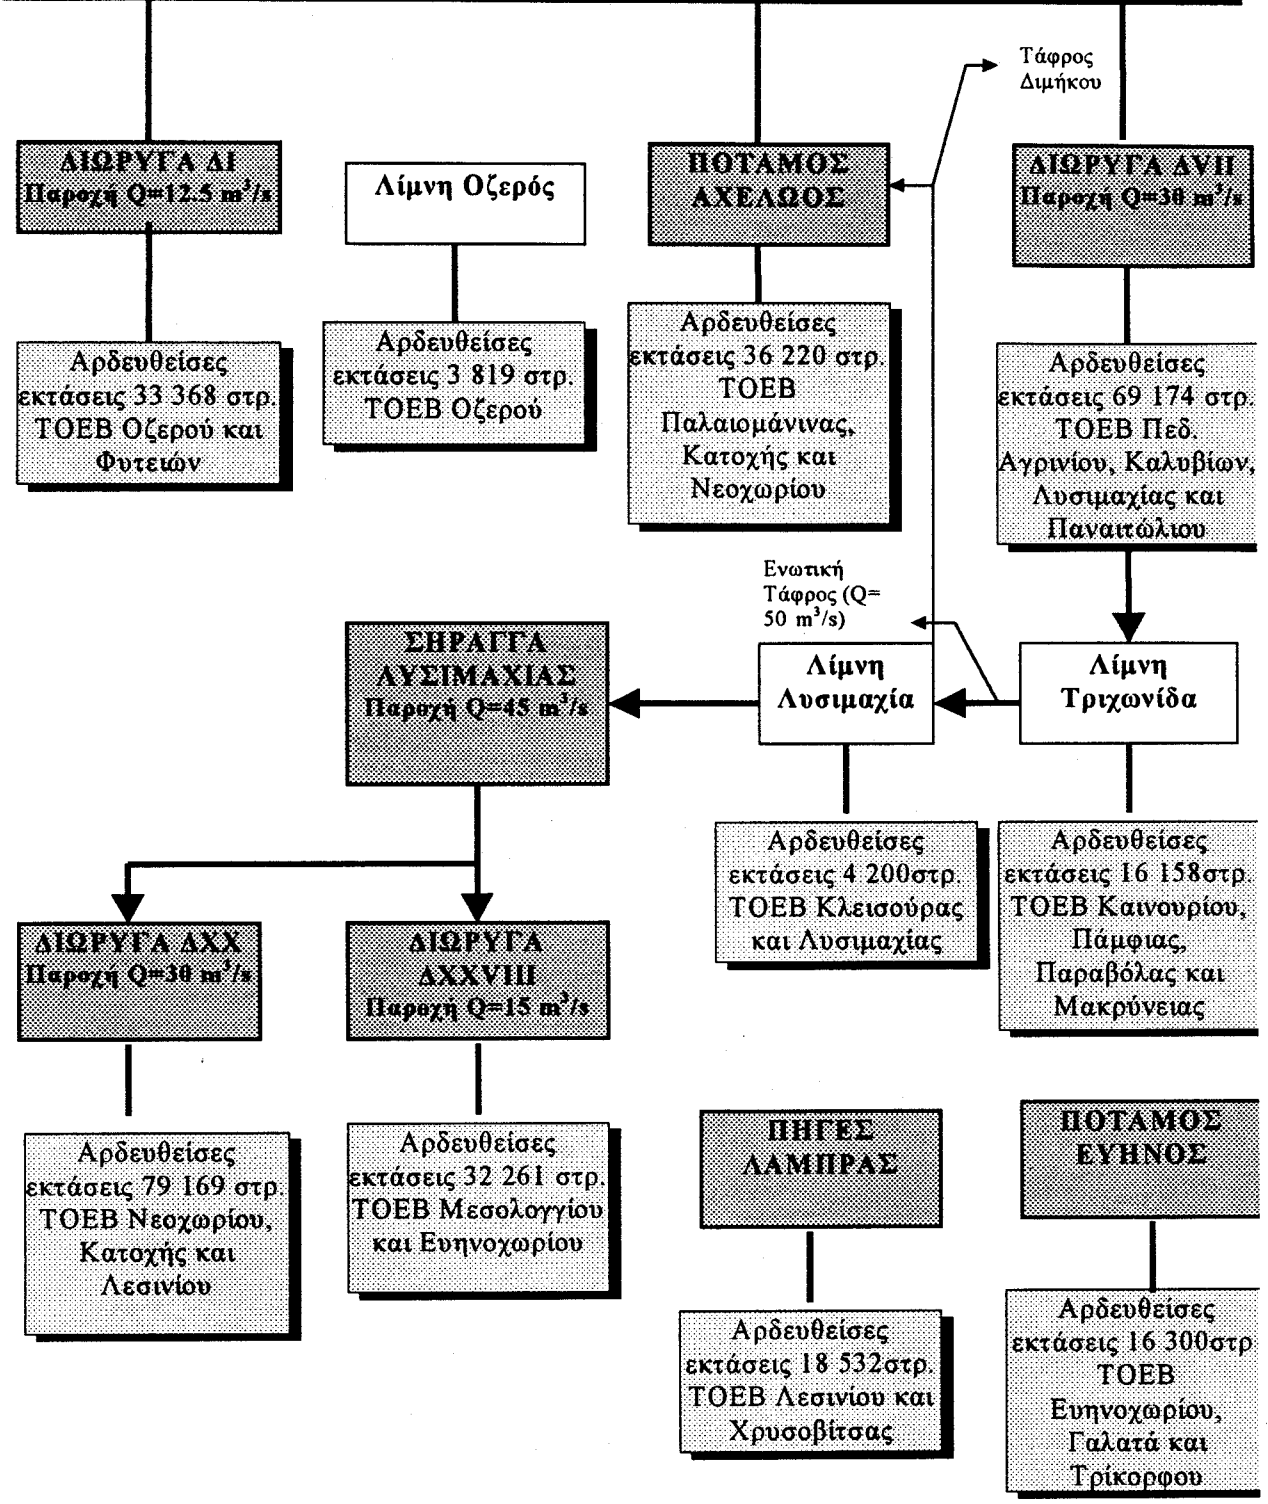 Τάφρος
Διμήκου
ΔΙΩΡΥΓΑ ΔΙ
Παροχή Q=12.5 m³/s
Λίμνη Οζερός
ΠΟΤΑΜΟΣ
ΑΧΕΛΩΟΣ
ΔΙΩΡΥΓΑ ΔVII
Παροχή Q=30 m³/s
Αρδευθείσες
εκτάσεις 33 368 στρ.
ΤΟΕΒ Οζερού και
Φυτειών
Αρδευθείσες
εκτάσεις 3 819 στρ.
ΤΟΕΒ Οζερού
Αρδευθείσες
εκτάσεις 36 220 στρ.
ΤΟΕΒ
Παλαιομάνινας,
Κατοχής και
Νεοχωρίου
Αρδευθείσες
εκτάσεις 69 174 στρ.
ΤΟΕΒ Πεδ.
Αγρινίου, Καλυβίων,
Λυσιμαχίας και
Παναιτώλιου
Ενωτική
Τάφρος (Q=
50 m³/s)
ΣΗΡΑΓΓΑ
ΛΥΣΙΜΑΧΙΑΣ
Παροχή Q=45 m³/s
Λίμνη
Λυσιμαχία
Λίμνη
Τριχωνίδα
Αρδευθείσες
εκτάσεις 4 200στρ.
ΤΟΕΒ Κλεισούρας
και Λυσιμαχίας
Αρδευθείσες
εκτάσεις 16 158στρ.
ΤΟΕΒ Καινουρίου,
Πάμφιας,
Παραβόλας και
Μακρύνειας
ΔΙΩΡΥΓΑ ΔΧΧ
Παροχή Q=30 m³/s
ΔΙΩΡΥΓΑ
ΔΧΧVIII
Παροχή Q=15 m³/s
Αρδευθείσες
εκτάσεις 79 169 στρ.
ΤΟΕΒ Νεοχωρίου,
Κατοχής και
Λεσινίου
Αρδευθείσες
εκτάσεις 32 261 στρ.
ΤΟΕΒ Μεσολογγίου
και Ευηνοχωρίου
ΠΗΓΕΣ
ΛΑΜΠΡΑΣ
ΠΟΤΑΜΟΣ
ΕΥΗΝΟΣ
Αρδευθείσες
εκτάσεις 18 532στρ.
ΤΟΕΒ Λεσινίου και
Χρυσοβίτσας
Αρδευθείσες
εκτάσεις 16 300στρ
ΤΟΕΒ
Ευηνοχωρίου,
Γαλατά και
Τρίκορφου